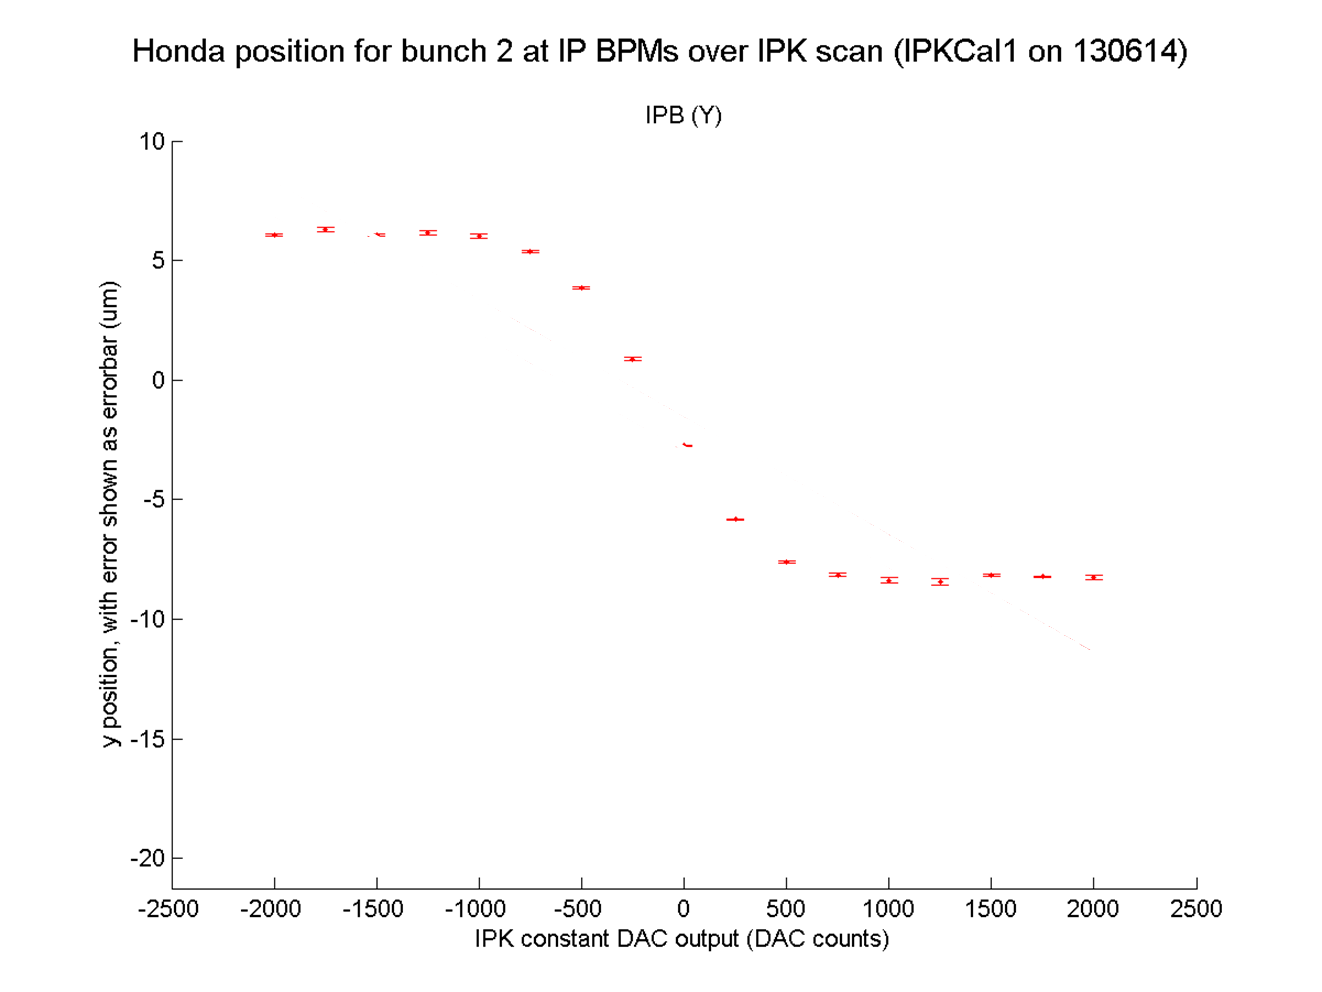 Honda position for bunch 2 at IP BPMs over IPK scan (IPKCal1 on 130614)
IPB (Y)
10
5
0
-5
-10
-15
-20
y position, with error shown as errorbar (um)
-2500 -2000 -1500 -1000 -500 0 500 1000 1500 2000 2500
IPK constant DAC output (DAC counts)